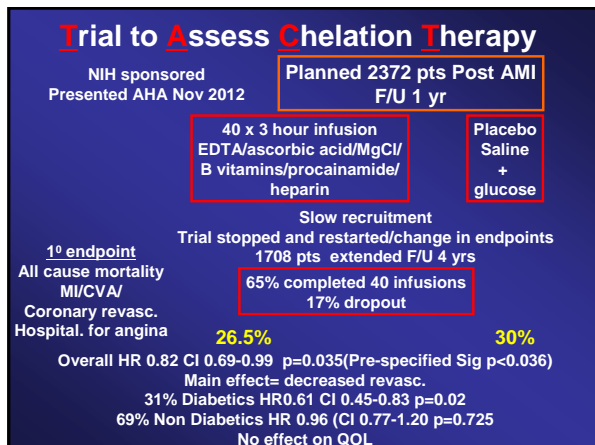 Trial to Assess Chelation Therapy
NIH sponsored
Presented AHA Nov 2012
Planned 2372 pts Post AMI
F/U 1 yr
40 x 3 hour infusion
EDTA/ascorbic acid/MgCl/
B vitamins/procainamide/
heparin
Placebo
Saline
+
glucose
Slow recruitment
Trial stopped and restarted/change in endpoints
1708 pts extended F/U 4 yrs
1⁰ endpoint
All cause mortality
MI/CVA/
Coronary revasc.
Hospital. for angina
65% completed 40 infusions
17% dropout
26.5%
30%
Overall HR 0.82 CI 0.69-0.99 p=0.035(Pre-specified Sig p<0.036)
Main effect= decreased revasc.
31% Diabetics HR0.61 CI 0.45-0.83 p=0.02
69% Non Diabetics HR 0.96 (CI 0.77-1.20 p=0.725
No effect on QOL